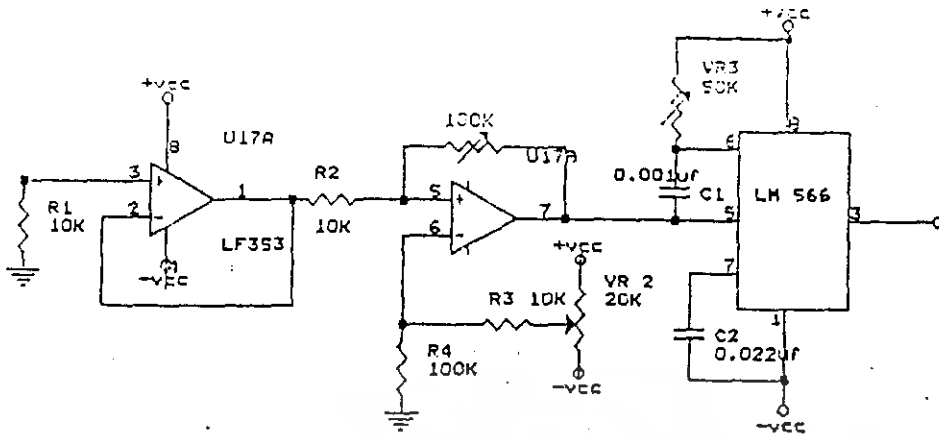 +vcc
+vcc
VR3
50K
8
U17A
100K
U17A
8
6
3
1
R2
5
7
0.001uf
C1
LM 566
5
3
R1
10K
2
LF353
10K
6
+vcc
7
-vcc
R3 10K
VR 2
20K
1
R4
100K
C2
0.022uf
-vcc
-vcc